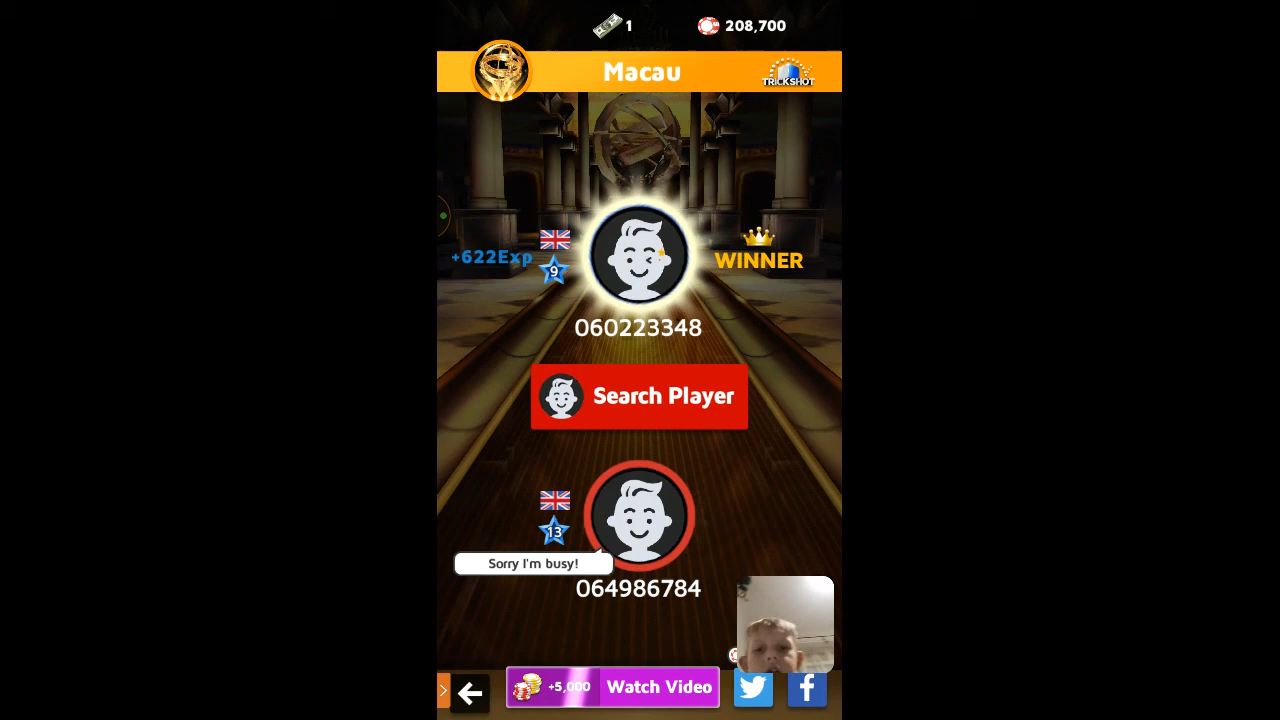 1
208,700
Macau
TRICKSHOT
+622Exp
9
WINNER
060223348
Search Player
13
Sorry I'm busy!
064986784
+5,000
Watch Video